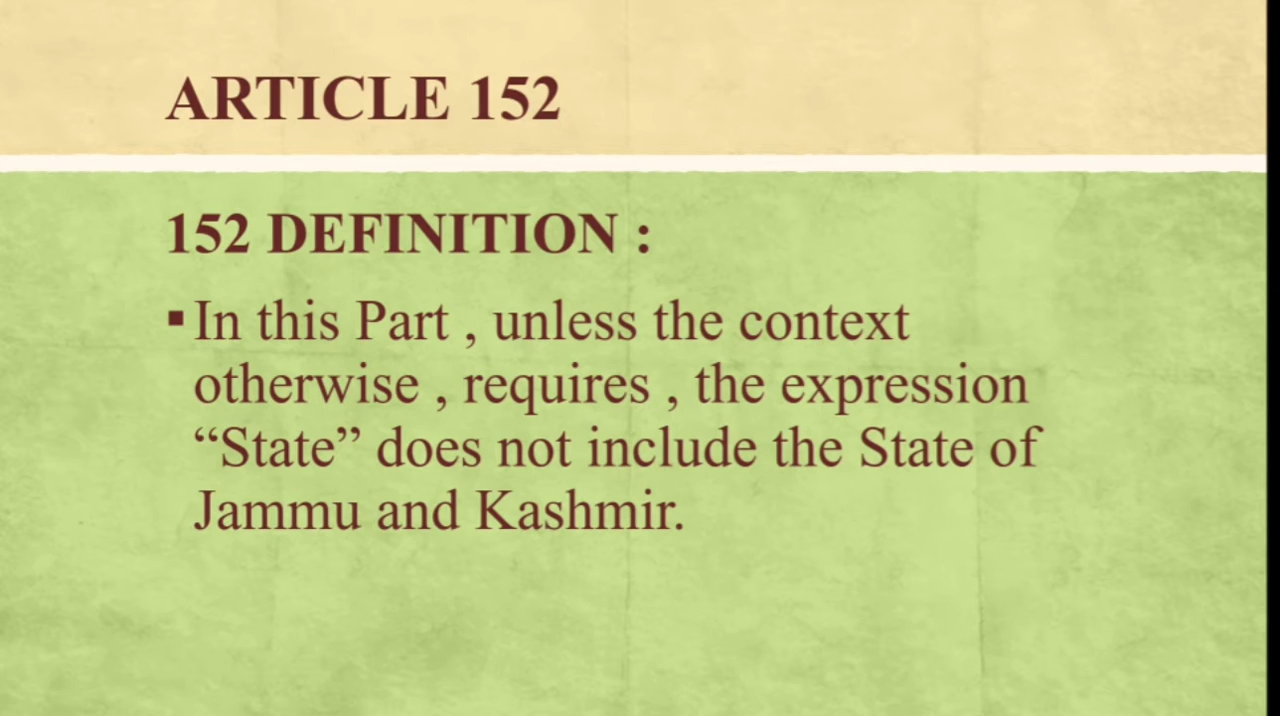 ARTICLE 152
152 DEFINITION :
▪In this Part , unless the context
otherwise , requires , the expression
“State” does not include the State of
Jammu and Kashmir.